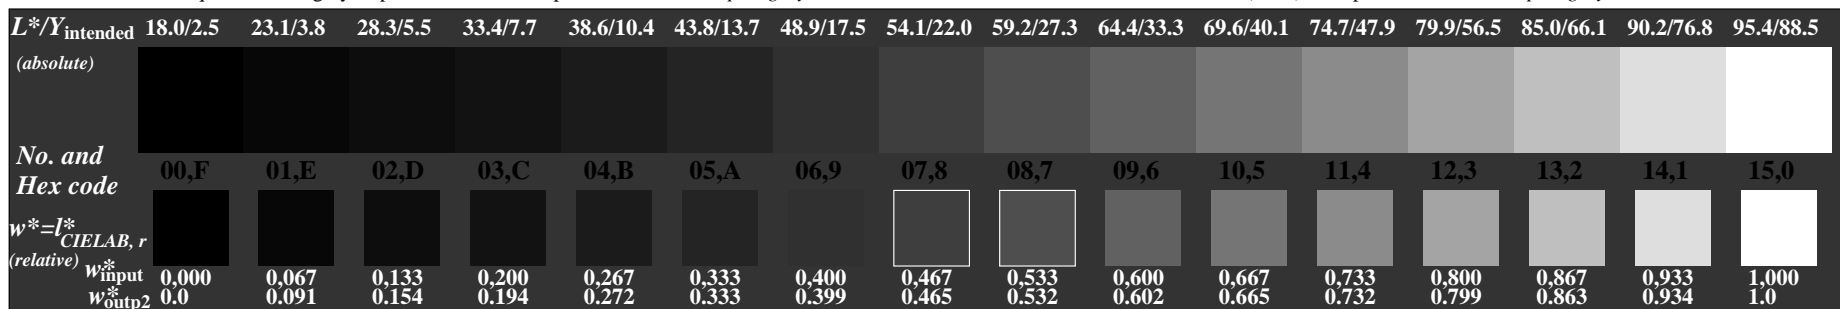 L*/Yintended 18.0/2.5 23.1/3.8 28.3/5.5 33.4/7.7 38.6/10.4 43.8/13.7 48.9/17.5 54.1/22.0 59.2/27.3 64.4/33.3 69.6/40.1 74.7/47.9 79.9/56.5 85.0/66.1 90.2/76.8 95.4/88.5
(absolute)
No. and
Hex code
00,F 01,E 02,D 03,C 04,B 05,A 06,9 07,8 08,7 09,6 10,5 11,4 12,3 13,2 14,1 15,0
w*=l*CIELAB, r
(relative)
w*input 0,000 0,067 0,133 0,200 0,267 0,333 0,400 0,467 0,533 0,600 0,667 0,733 0,800 0,867 0,933 1,000
w*outp2 0.0 0.091 0.154 0.194 0.272 0.333 0.399 0.465 0.532 0.602 0.665 0.732 0.799 0.863 0.934 1.0